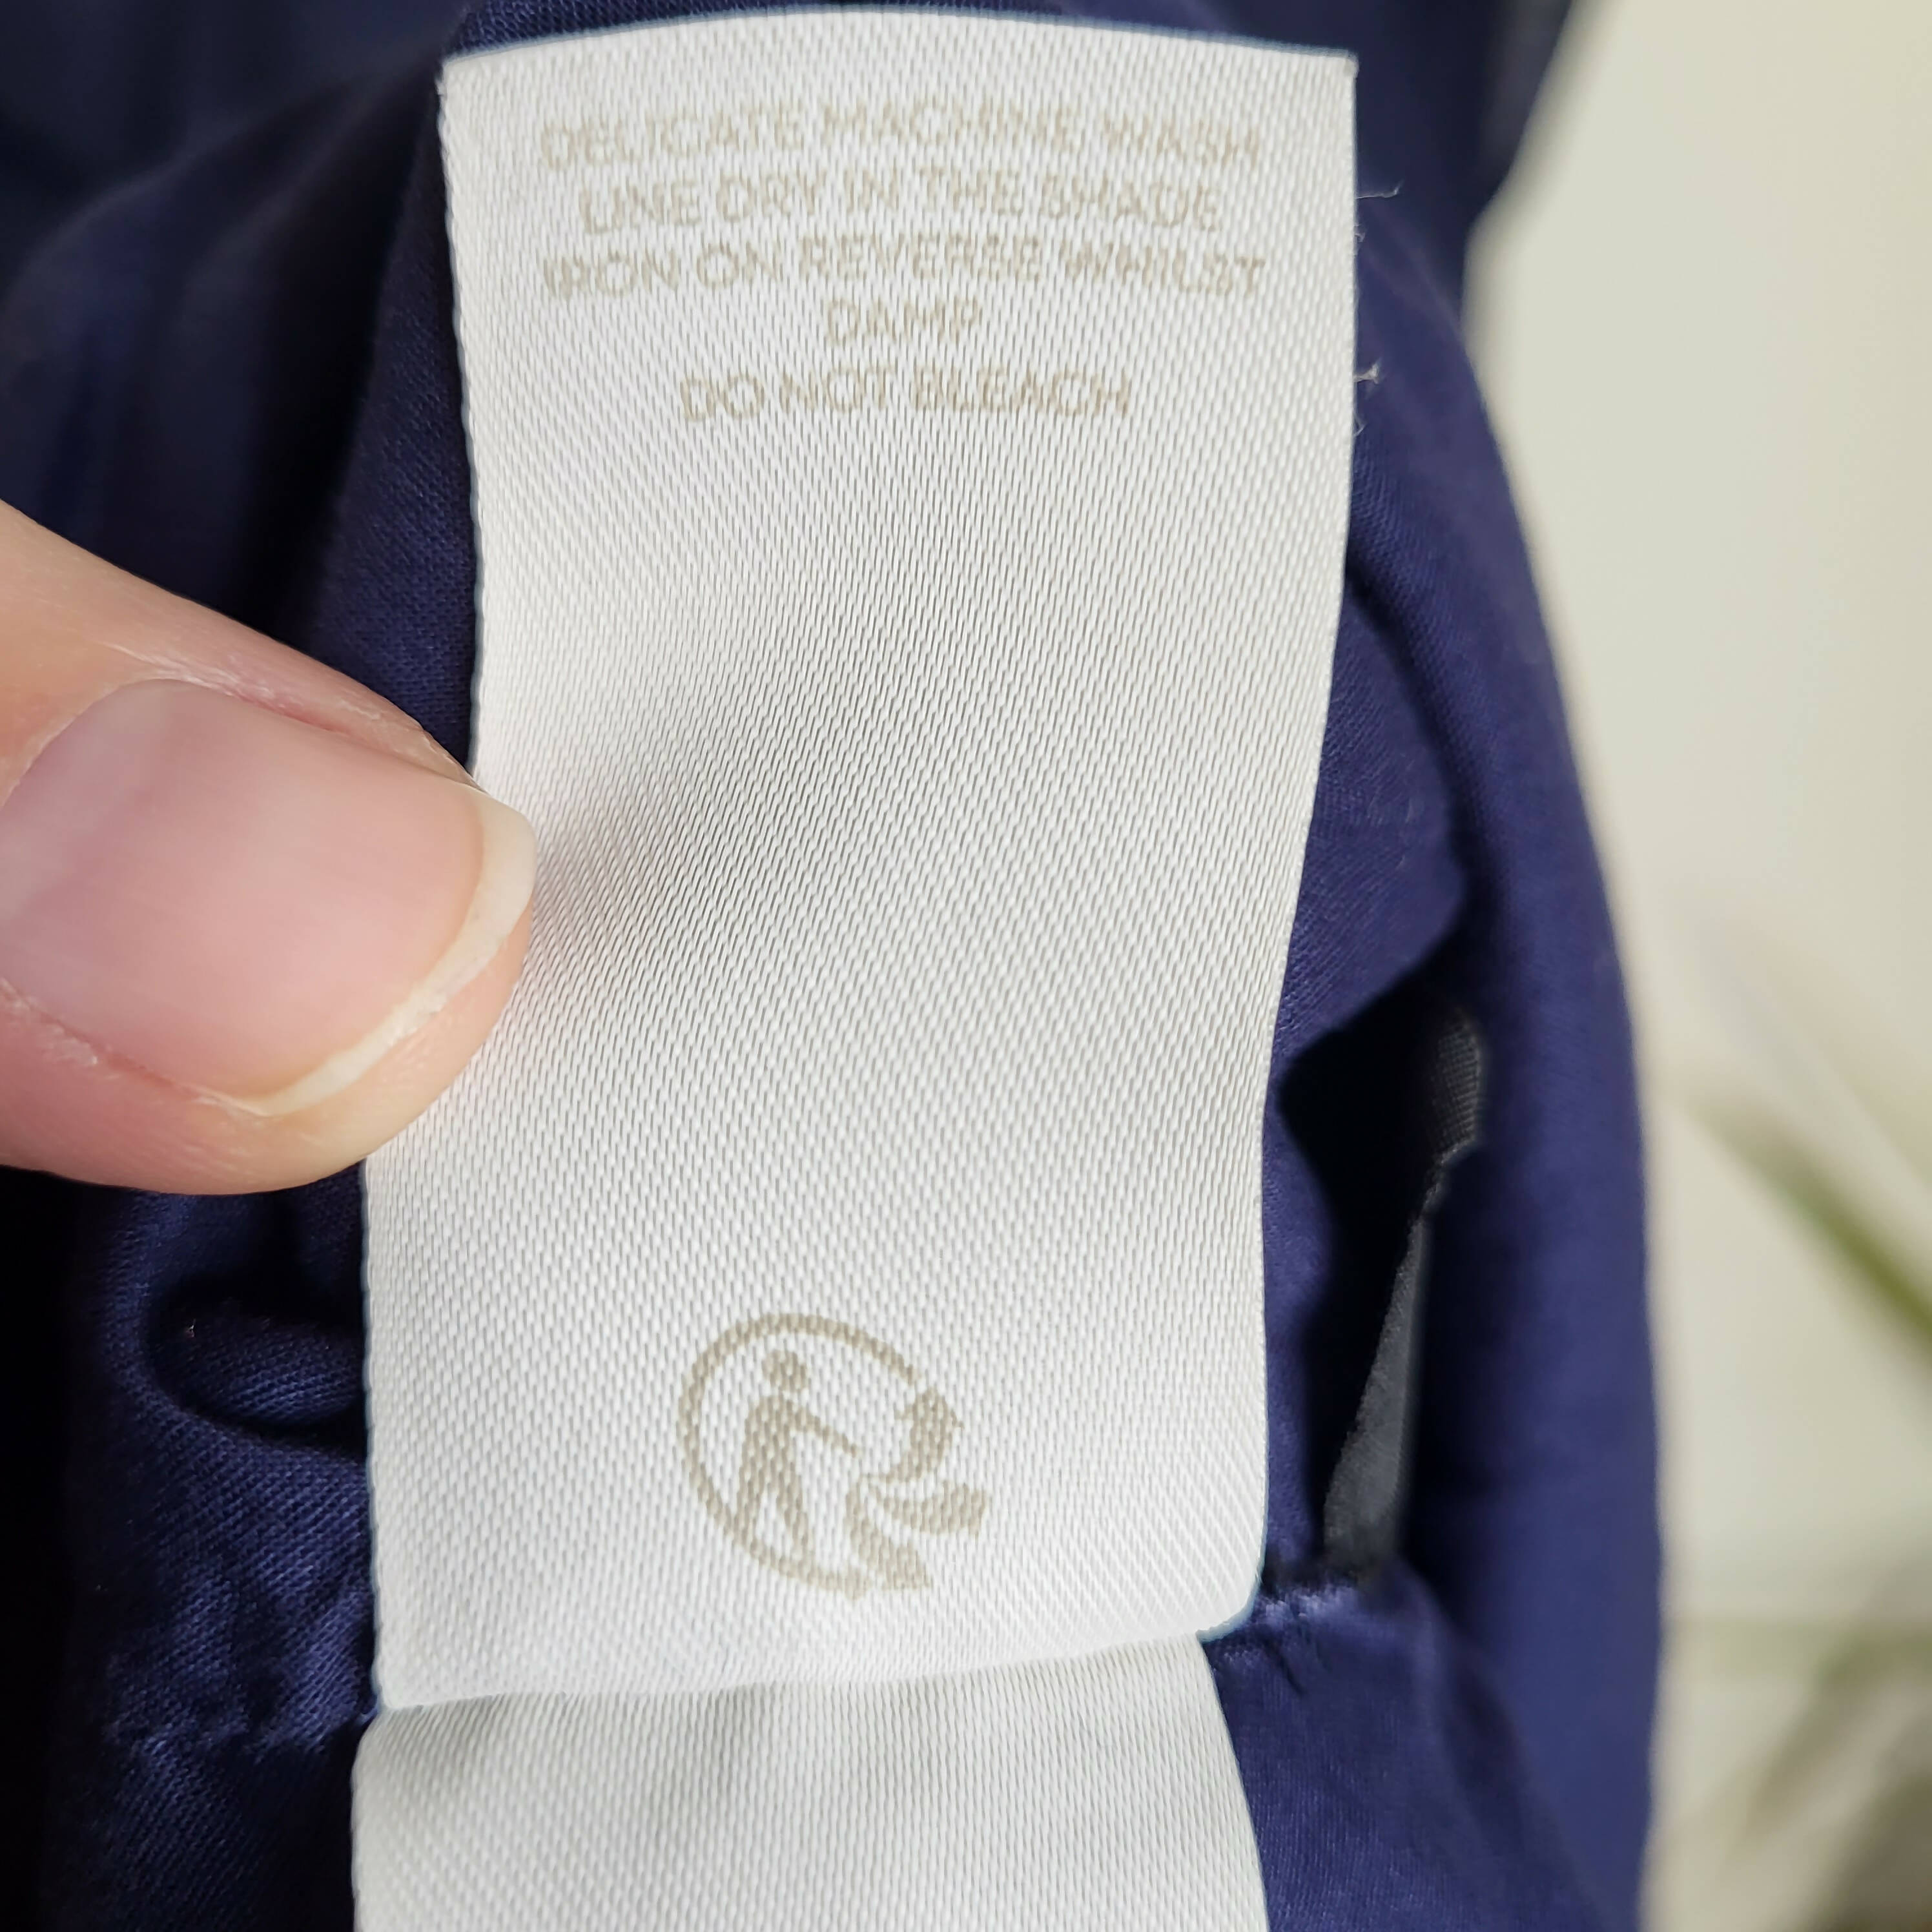 DELICATE MACHINE WASH
LINE DRY IN THE SHADE
IRON ON REVERSE WHILST
DAMP
DO NOT BLEACH